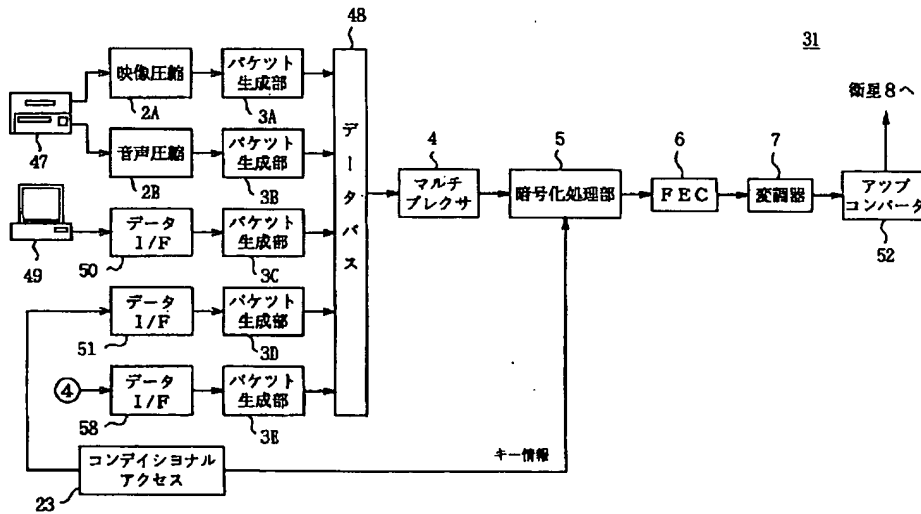 48
31
映像圧縮
2A
パケット
生成部
3A
47
音声圧縮
2B
パケット
生成部
3B
49
データ
I/F
50
パケット
生成部
3C
データ
I/F
51
パケット
生成部
3D
④
データ
I/F
58
パケット
生成部
3E
データバス
4
マルチ
プレクサ
5
暗号化処理部
6
FEC
7
変調器
衛星8へ
アップ
コンバータ
52
コンディショナル
アクセス
23
キー情報